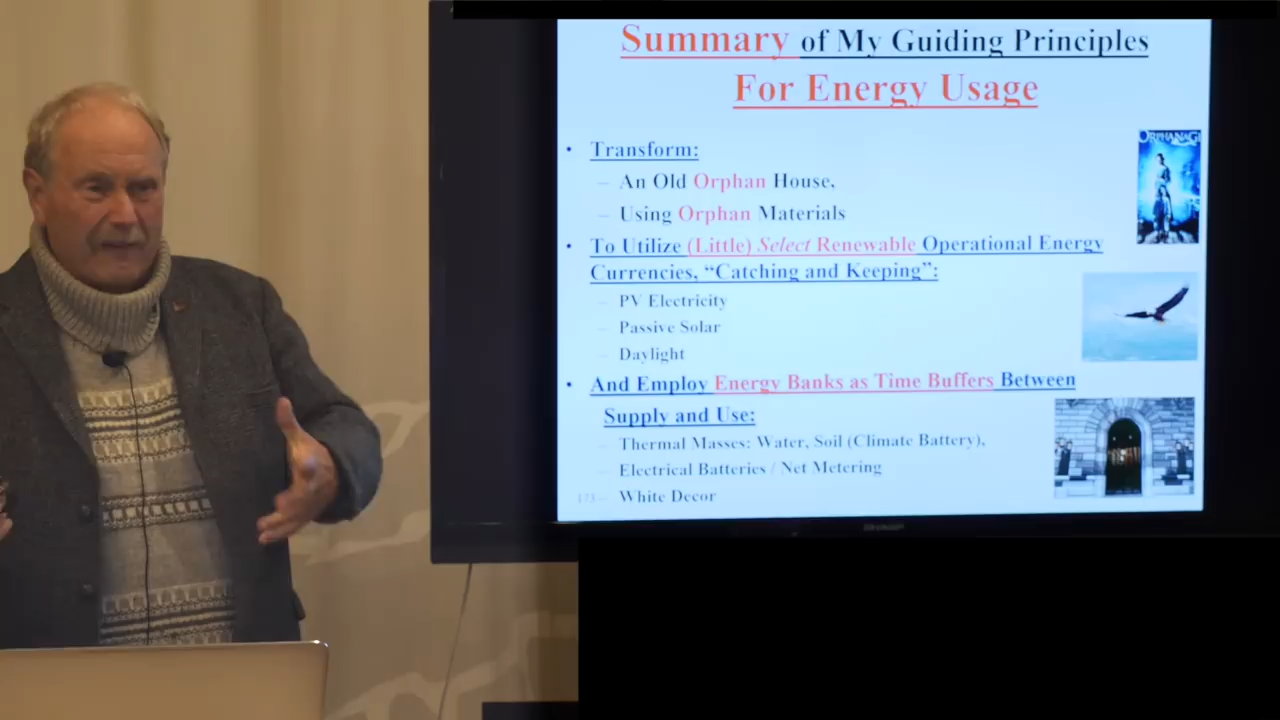 Summary of My Guiding Principles
For Energy Usage
• Transform:
– An Old Orphan House,
– Using Orphan Materials
• To Utilize (Little) Select Renewable Operational Energy
Currencies, “Catching and Keeping”:
– PV Electricity
– Passive Solar
– Daylight
• And Employ Energy Banks as Time Buffers Between
Supply and Use:
– Thermal Masses: Water, Soil (Climate Battery),
– Electrical Batteries / Net Metering
– White Decor
ORPHANAGE
SHARP